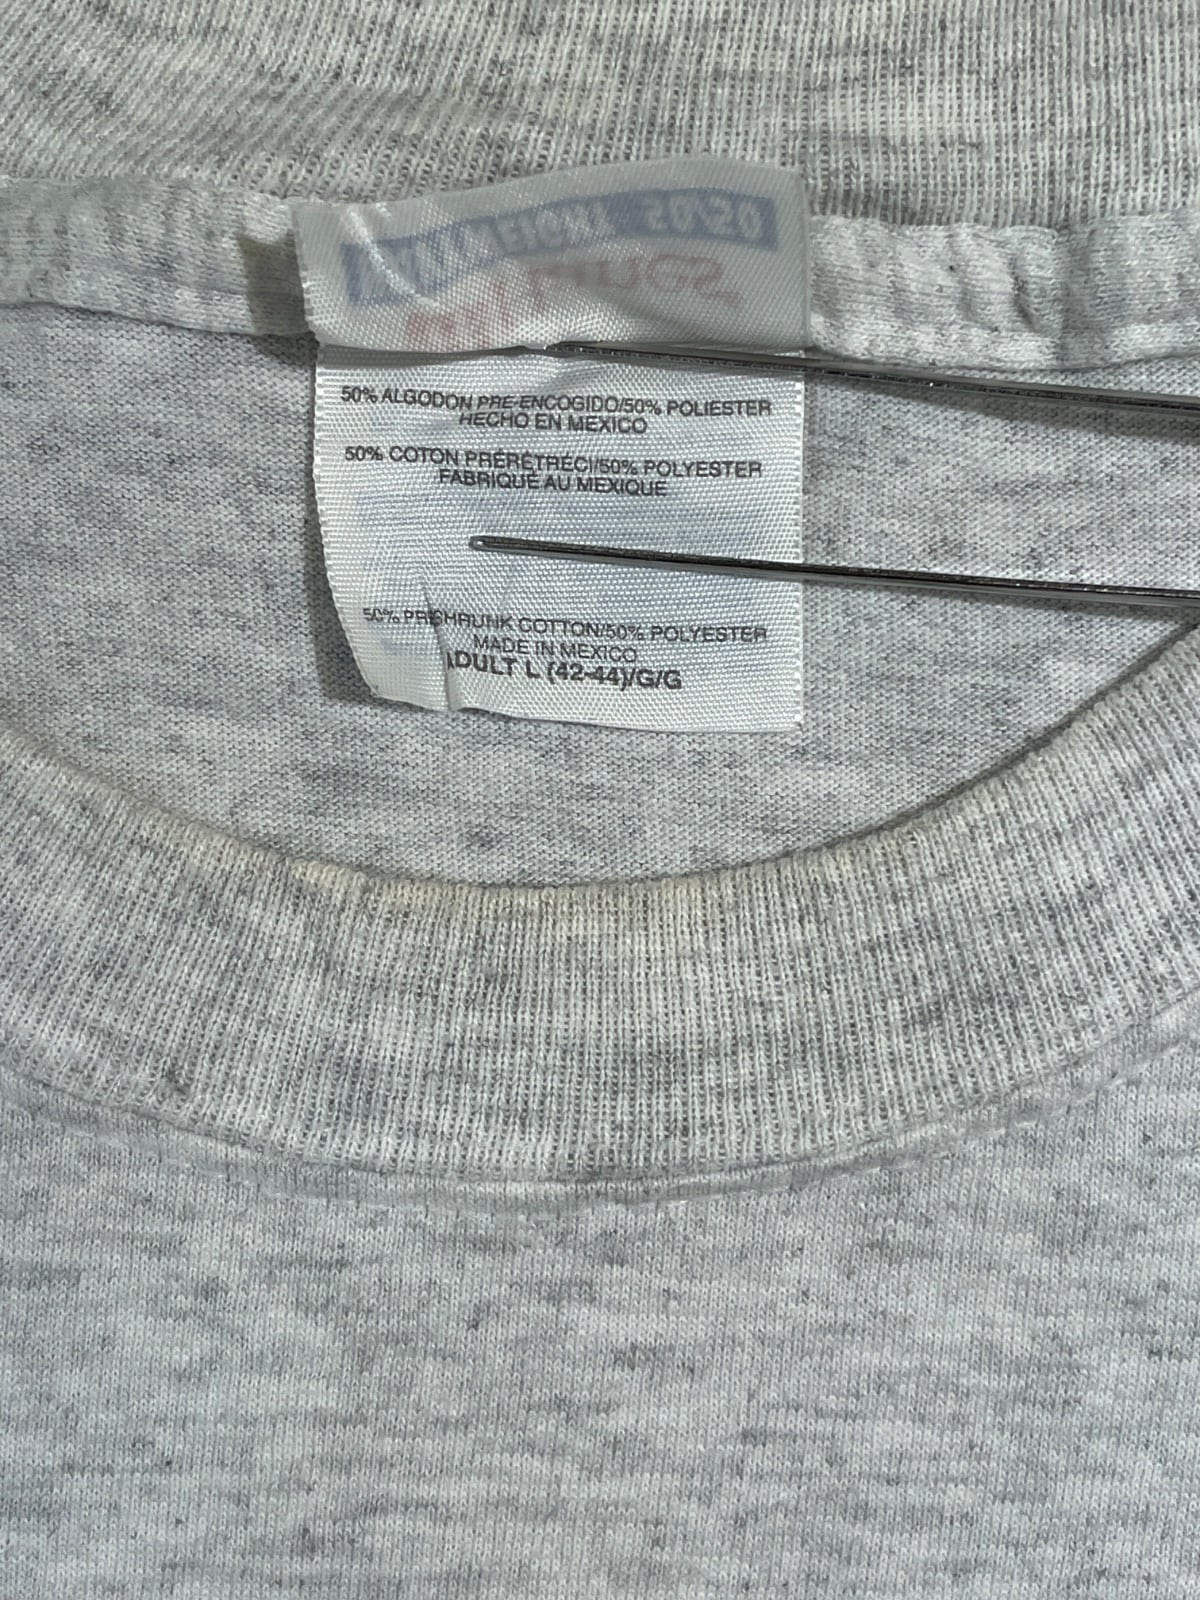 50% ALGODON PRE-ENCOGIDO/50% POLIESTER
HECHO EN MEXICO
50% COTON PRÉRÉTRÉCI/50% POLYESTER
FABRIQUÉ AU MEXIQUE
50% PRESHRUNK COTTON/50% POLYESTER
MADE IN MEXICO
ADULT L (42-44)/G/G